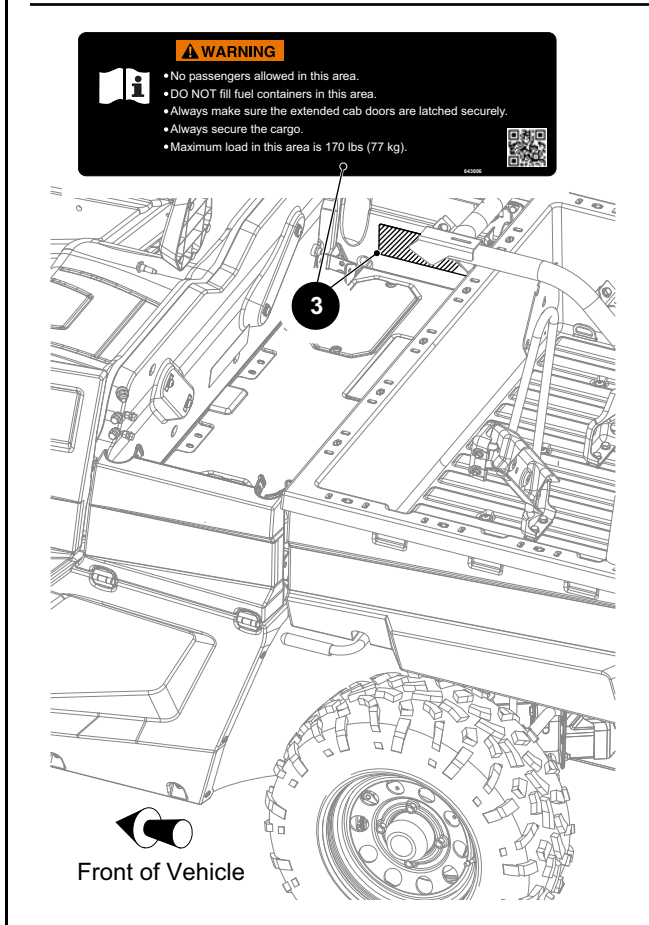 WARNING
• No passengers allowed in this area.
• DO NOT fill fuel containers in this area.
• Always make sure the extended cab doors are latched securely.
• Always secure the cargo.
• Maximum load in this area is 170 lbs (77 kg).
643606
3
Front of Vehicle